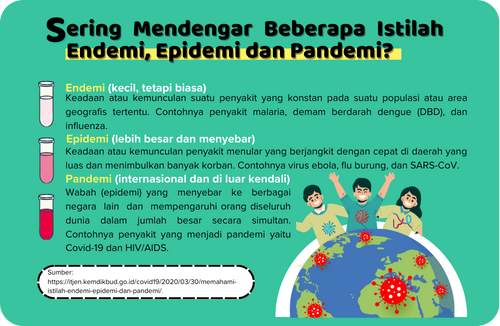 Sering Mendengar Beberapa Istilah
Endemi, Epidemi dan Pandemi?
Endemi (kecil, tetapi biasa)
Keadaan atau kemunculan suatu penyakit yang konstan pada suatu populasi atau area
geografis tertentu. Contohnya penyakit malaria, demam berdarah dengue (DBD), dan
influenza.
Epidemi (lebih besar dan menyebar)
Keadaan atau kemunculan penyakit menular yang berjangkit dengan cepat di daerah yang
luas dan menimbulkan banyak korban. Contohnya virus ebola, flu burung, dan SARS-CoV.
Pandemi (internasional dan di luar kendali)
Wabah (epidemi) yang menyebar ke berbagai
negara lain dan mempengaruhi orang diseluruh
dunia dalam jumlah besar secara simultan.
Contohnya penyakit yang menjadi pandemi yaitu
Covid-19 dan HIV/AIDS.
Sumber:
https://itjen.kemdikbud.go.id/covid19/2020/03/30/memahami-
istilah-endemi-epidemi-dan-pandemi/.